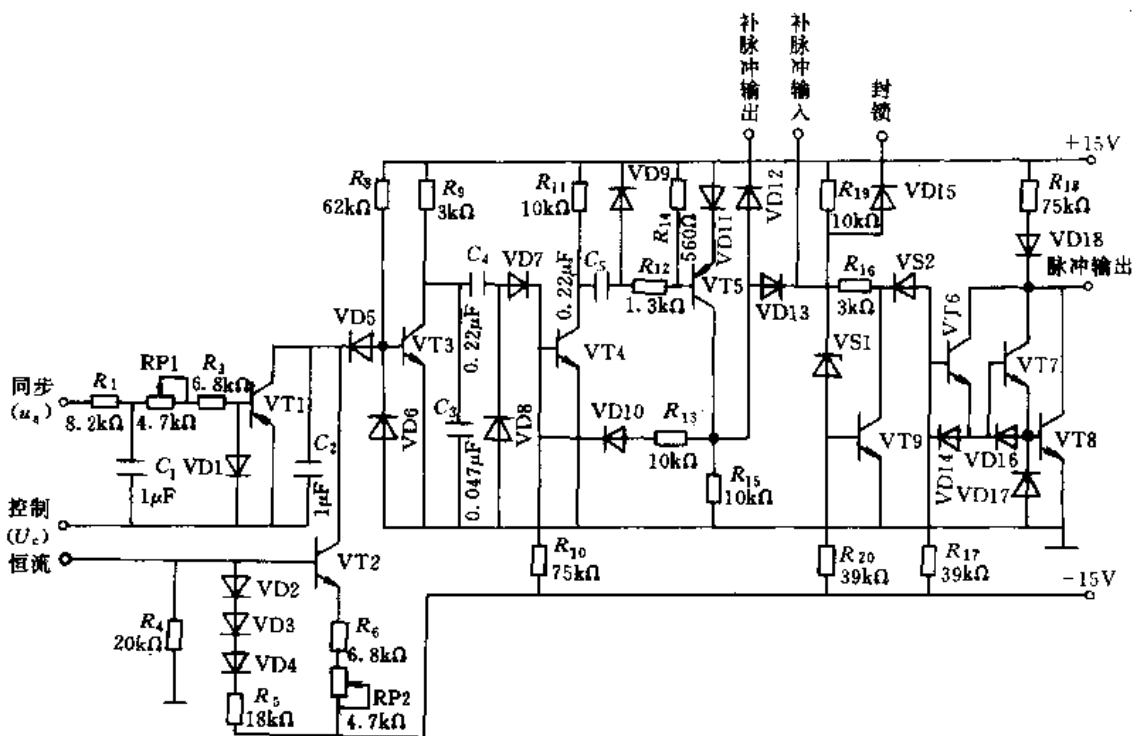 补脉冲输出
补脉冲输入
封锁
+15V
R8
62kΩ
R9
3kΩ
R11
10kΩ
VD9
R14
560Ω
VD11
VD12
R19
10kΩ
VD15
R18
75kΩ
VD18
脉冲输出
C4
0.22μF
VD7
C5
0.22μF
R12
1.3kΩ
VT5
VD13
R16
3kΩ
VS2
VT6
VD5
VT3
VT4
VS1
VT7
同步
(us)
R1
8.2kΩ
RP1
4.7kΩ
R3
6.8kΩ
VT1
C1
1μF
VD1
C2
1μF
VD6
C3
0.047μF
VD8
VD10
R13
10kΩ
R15
10kΩ
VT9
VD14
VD16
VD17
VT8
控制
(Uc)
恒流
VT2
R10
75kΩ
R20
39kΩ
R17
39kΩ
-15V
R4
20kΩ
VD2
VD3
VD4
R5
18kΩ
R6
6.8kΩ
RP2
4.7kΩ